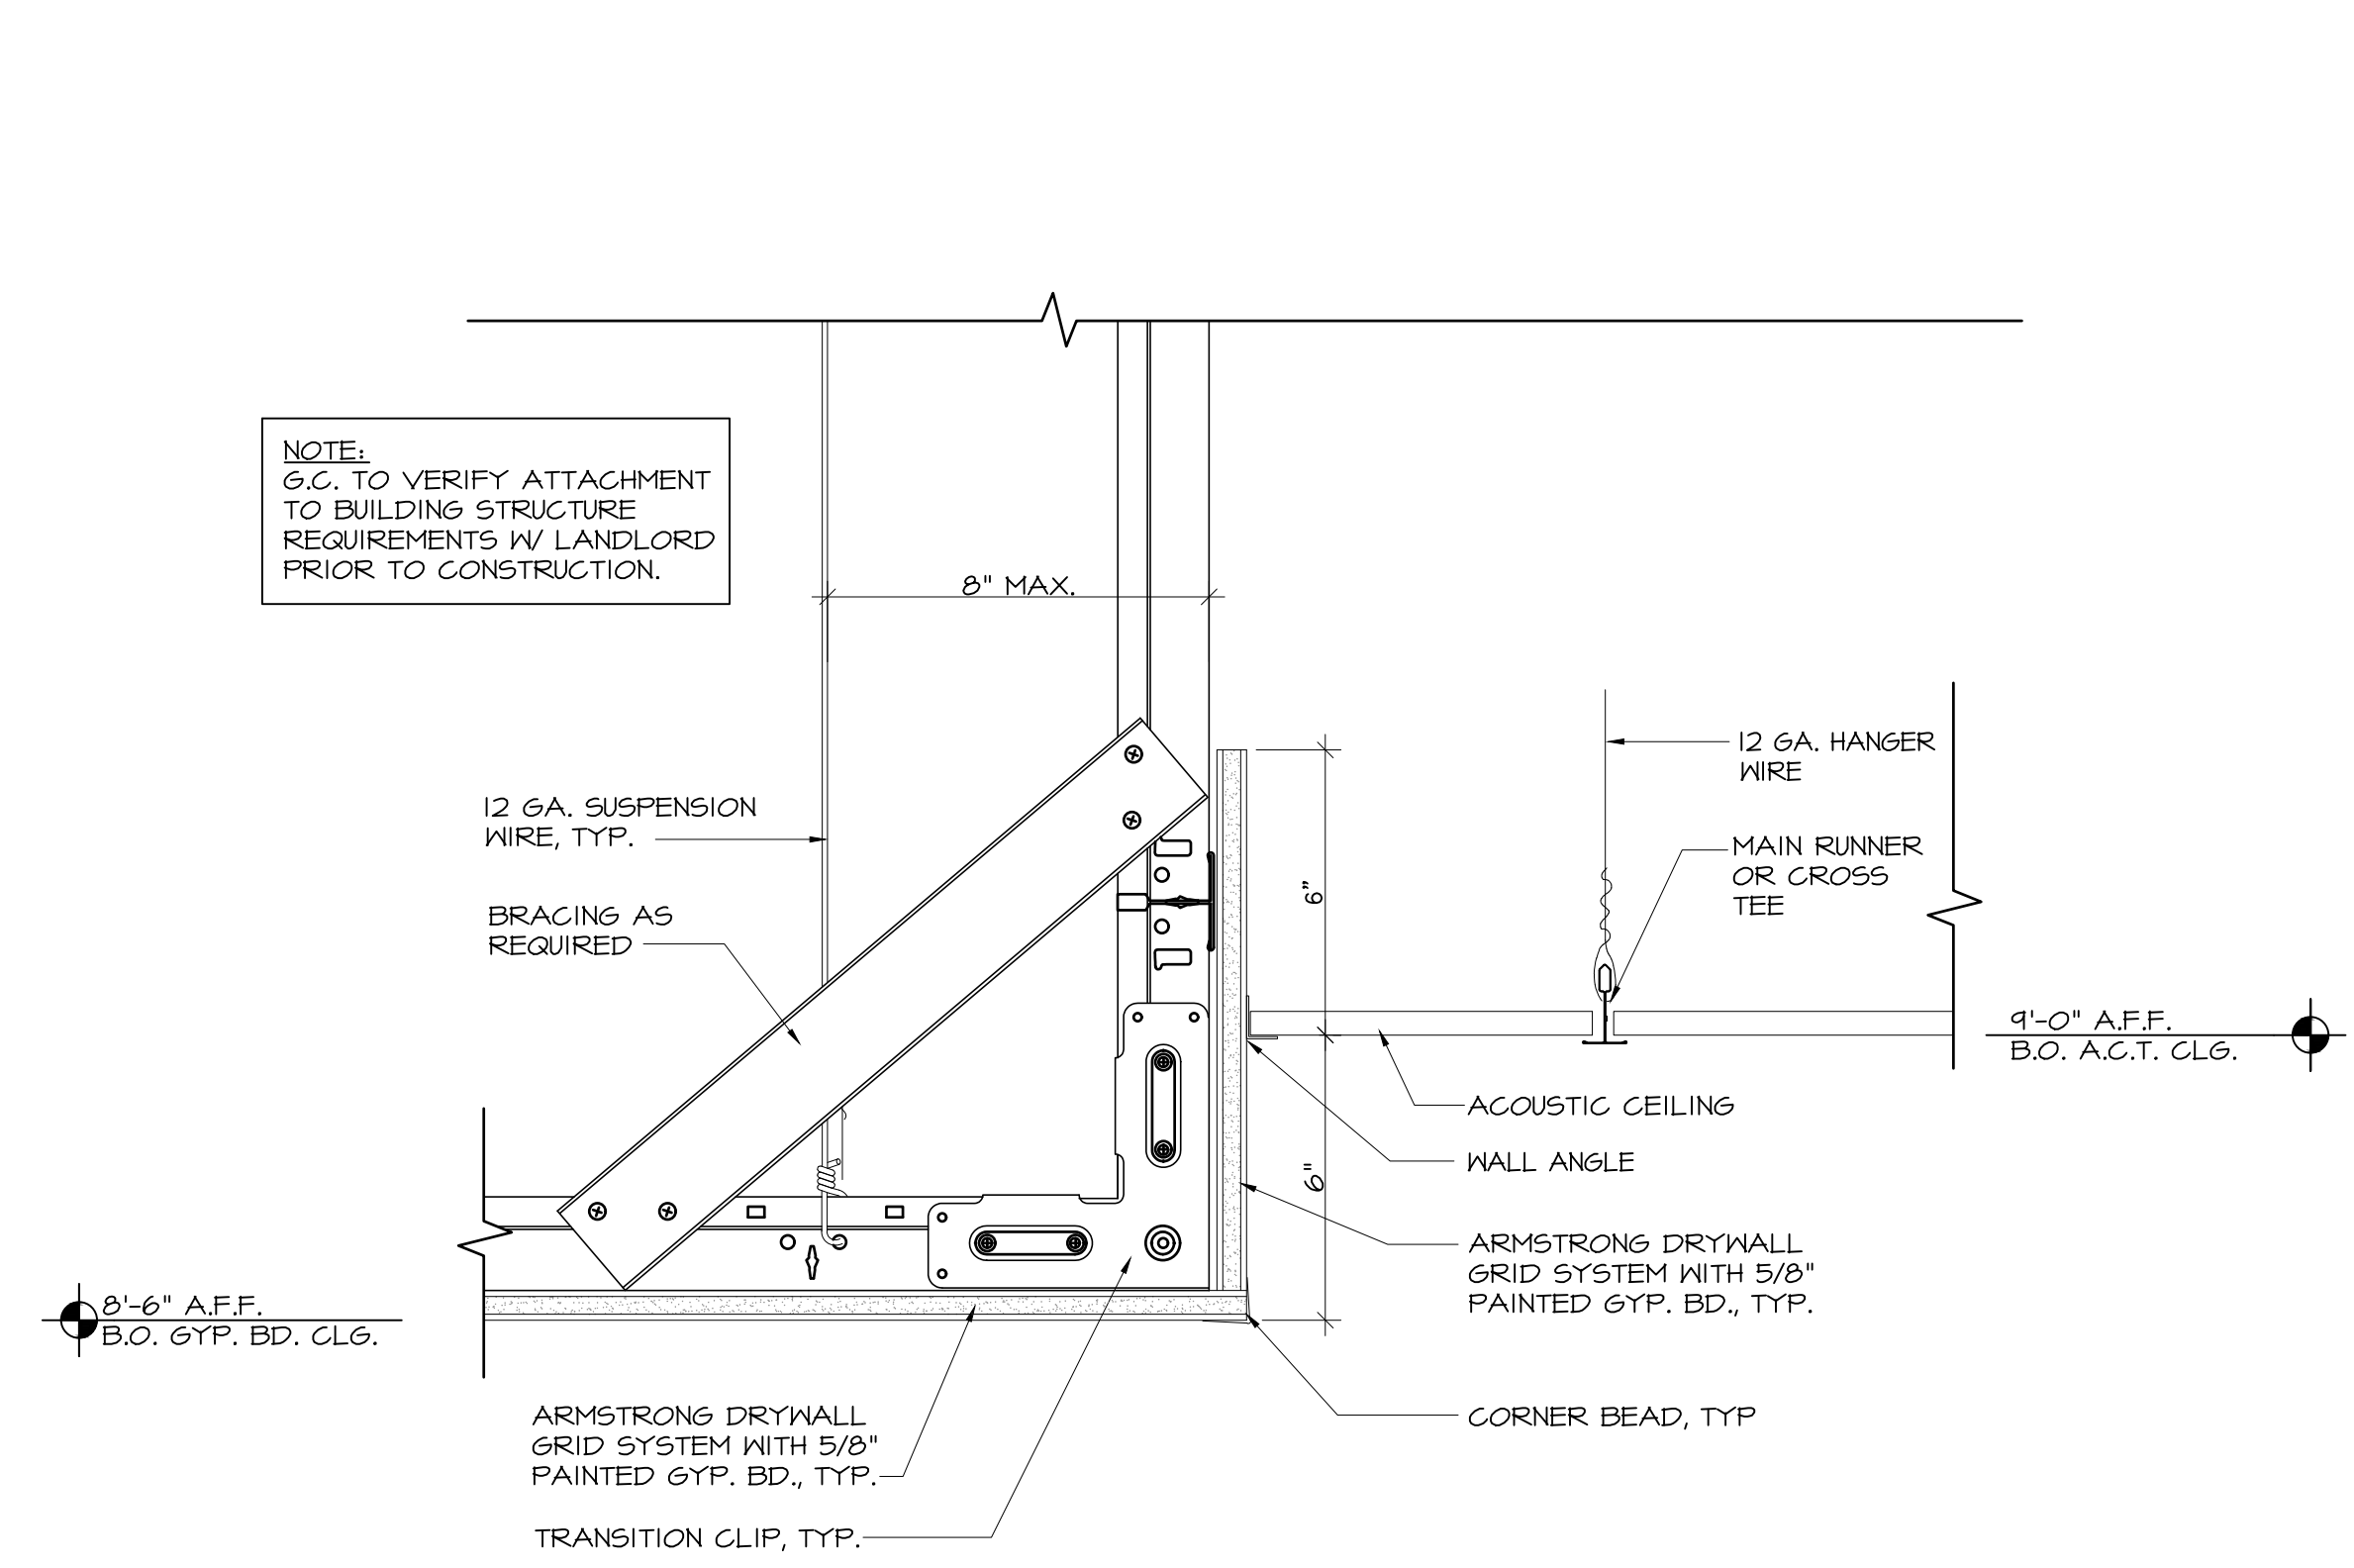 NOTE:
G.C. TO VERIFY ATTACHMENT
TO BUILDING STRUCTURE
REQUIREMENTS W/ LANDLORD
PRIOR TO CONSTRUCTION.
8" MAX.
12 GA. SUSPENSION
WIRE, TYP.
BRACING AS
REQUIRED
12 GA. HANGER
WIRE
MAIN RUNNER
OR CROSS
TEE
6”
9'-0" A.F.F.
B.O. A.C.T. CLG.
ACOUSTIC CEILING
WALL ANGLE
6"
ARMSTRONG DRYWALL
GRID SYSTEM WITH 5/8"
PAINTED GYP. BD., TYP.
8'-6" A.F.F.
B.O. GYP. BD. CLG.
CORNER BEAD, TYP
ARMSTRONG DRYWALL
GRID SYSTEM WITH 5/8"
PAINTED GYP. BD., TYP.
TRANSITION CLIP, TYP.